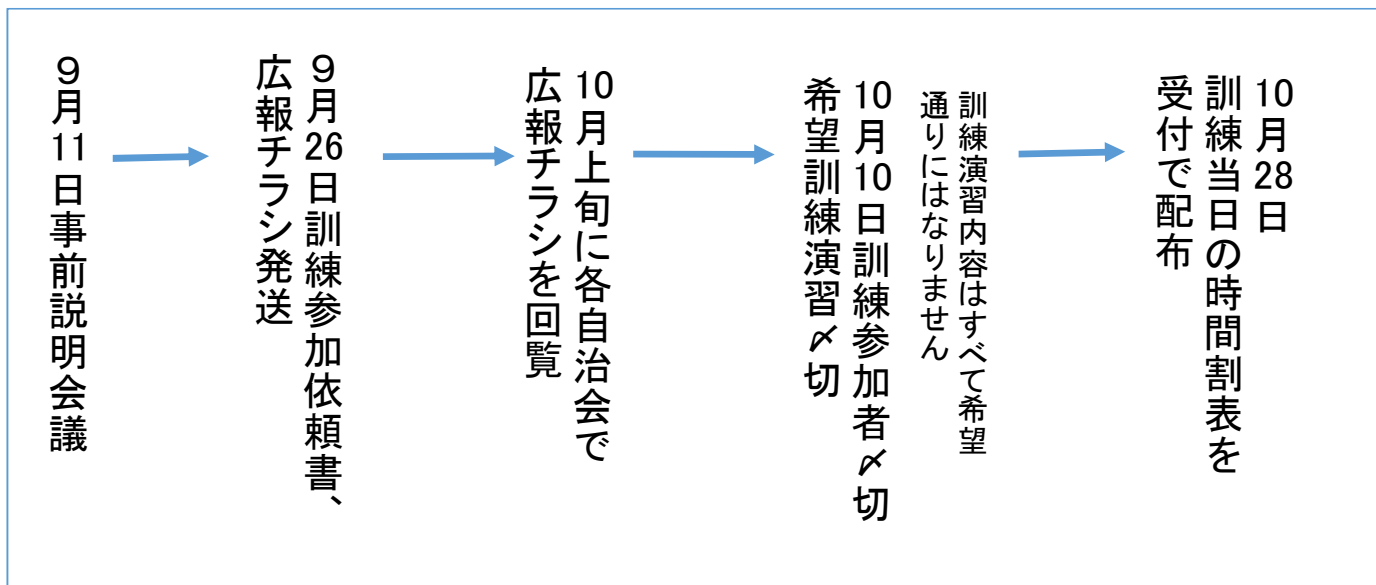 ９月11日事前説明会議
９月26日訓練参加依頼書、
広報チラシ発送
10月上旬に各自治会で
広報チラシを回覧
10月10日訓練参加者〆切
希望訓練演習〆切
訓練演習内容はすべて希望
通りにはなりません
10月28日
訓練当日の時間割表を
受付で配布